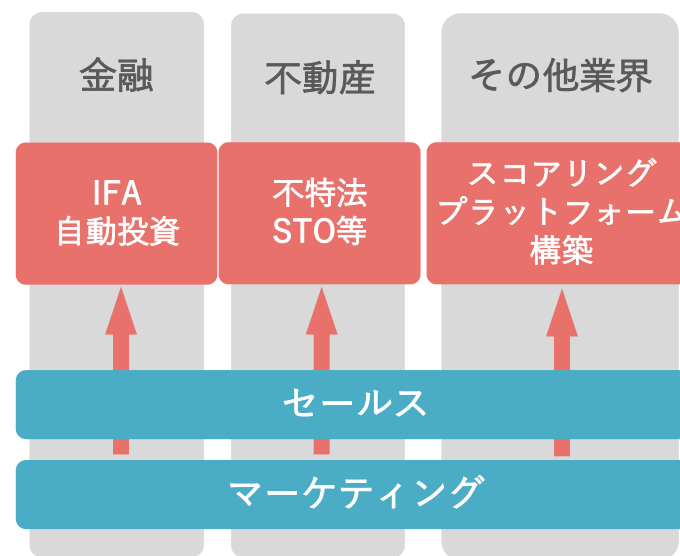 金融
不動産
その他業界
IFA
自動投資
不特法
STO等
スコアリング
プラットフォーム
構築
セールス
マーケティング